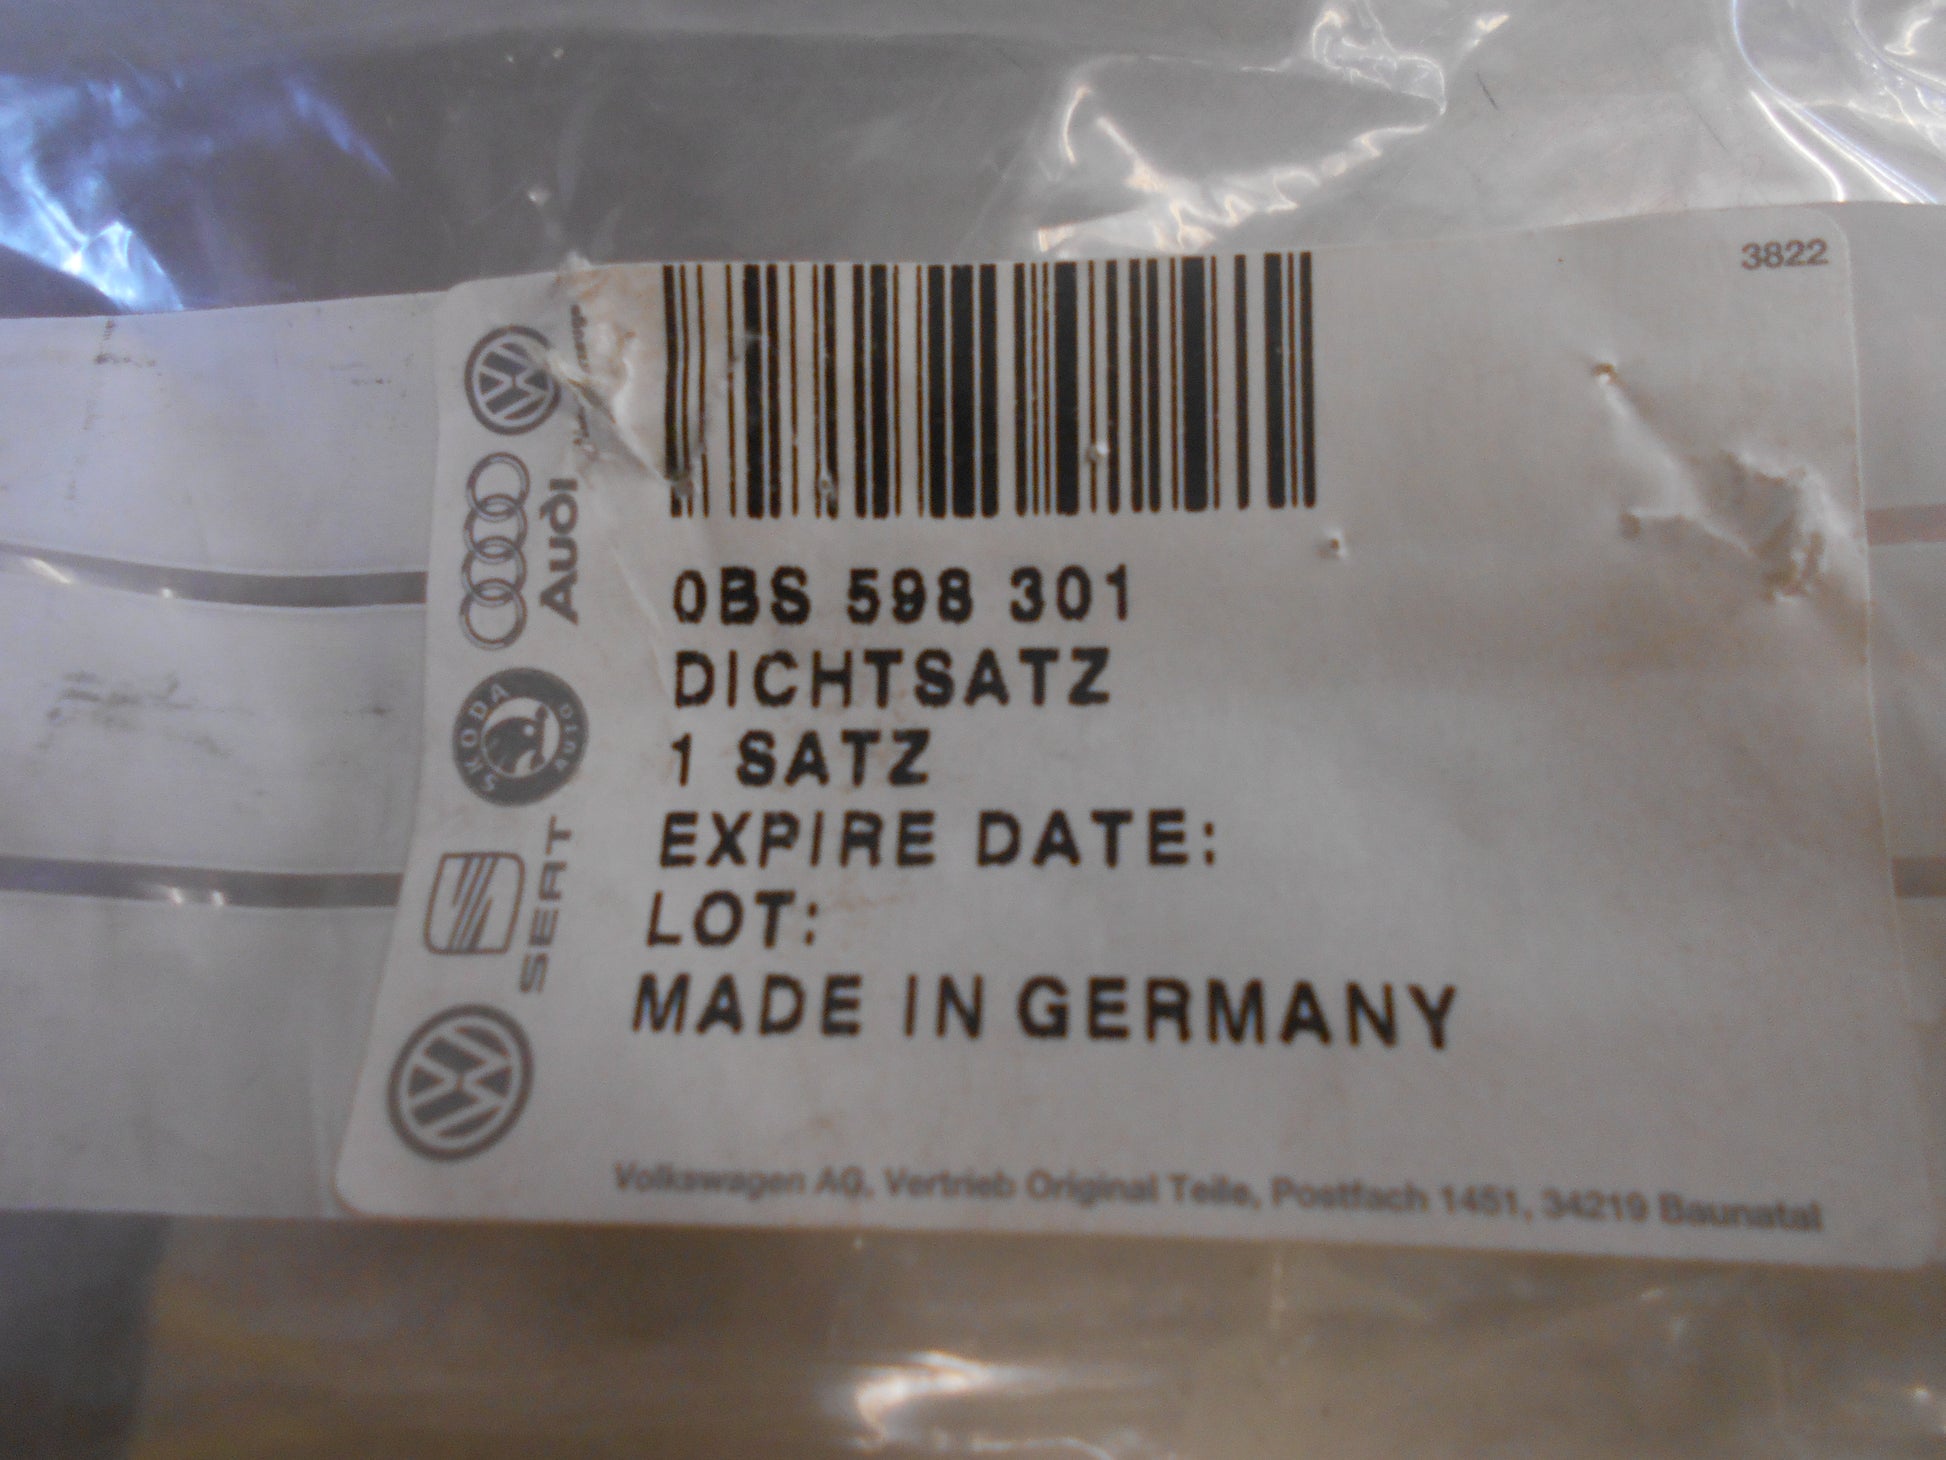 3822
Audi
SKODA
SEAT
0BS 598 301
DICHTSATZ
1 SATZ
EXPIRE DATE:
LOT:
MADE IN GERMANY
Volkswagen AG, Vertrieb Original Teile, Postfach 1451, 34219 Baunatal